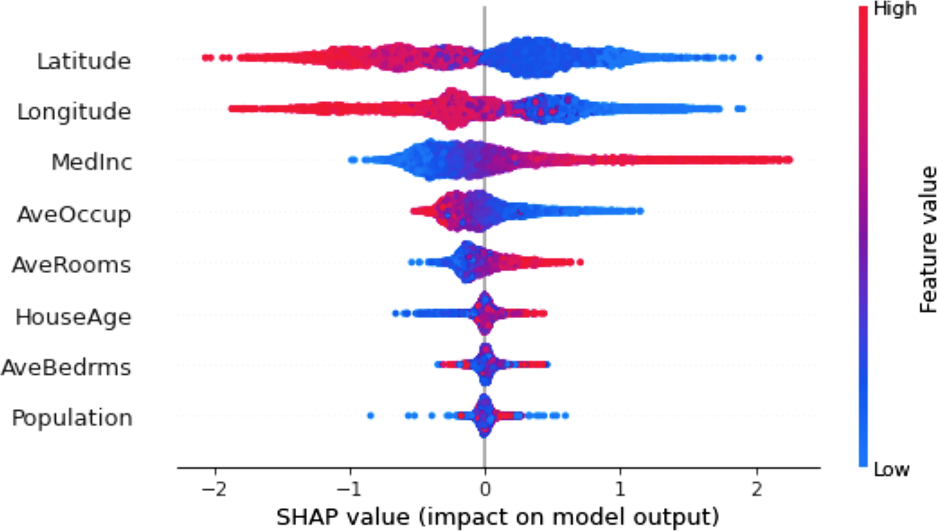 High
Latitude
Longitude
MedInc
AveOccup
AveRooms
HouseAge
AveBedrms
Population
Feature value
Low
−2 −1 0 1 2
SHAP value (impact on model output)